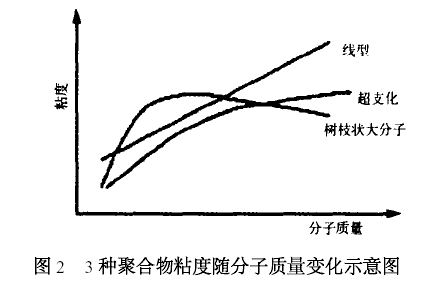 线型
超支化
树枝状大分子
粘度
分子质量
图2 3种聚合物粘度随分子质量变化示意图